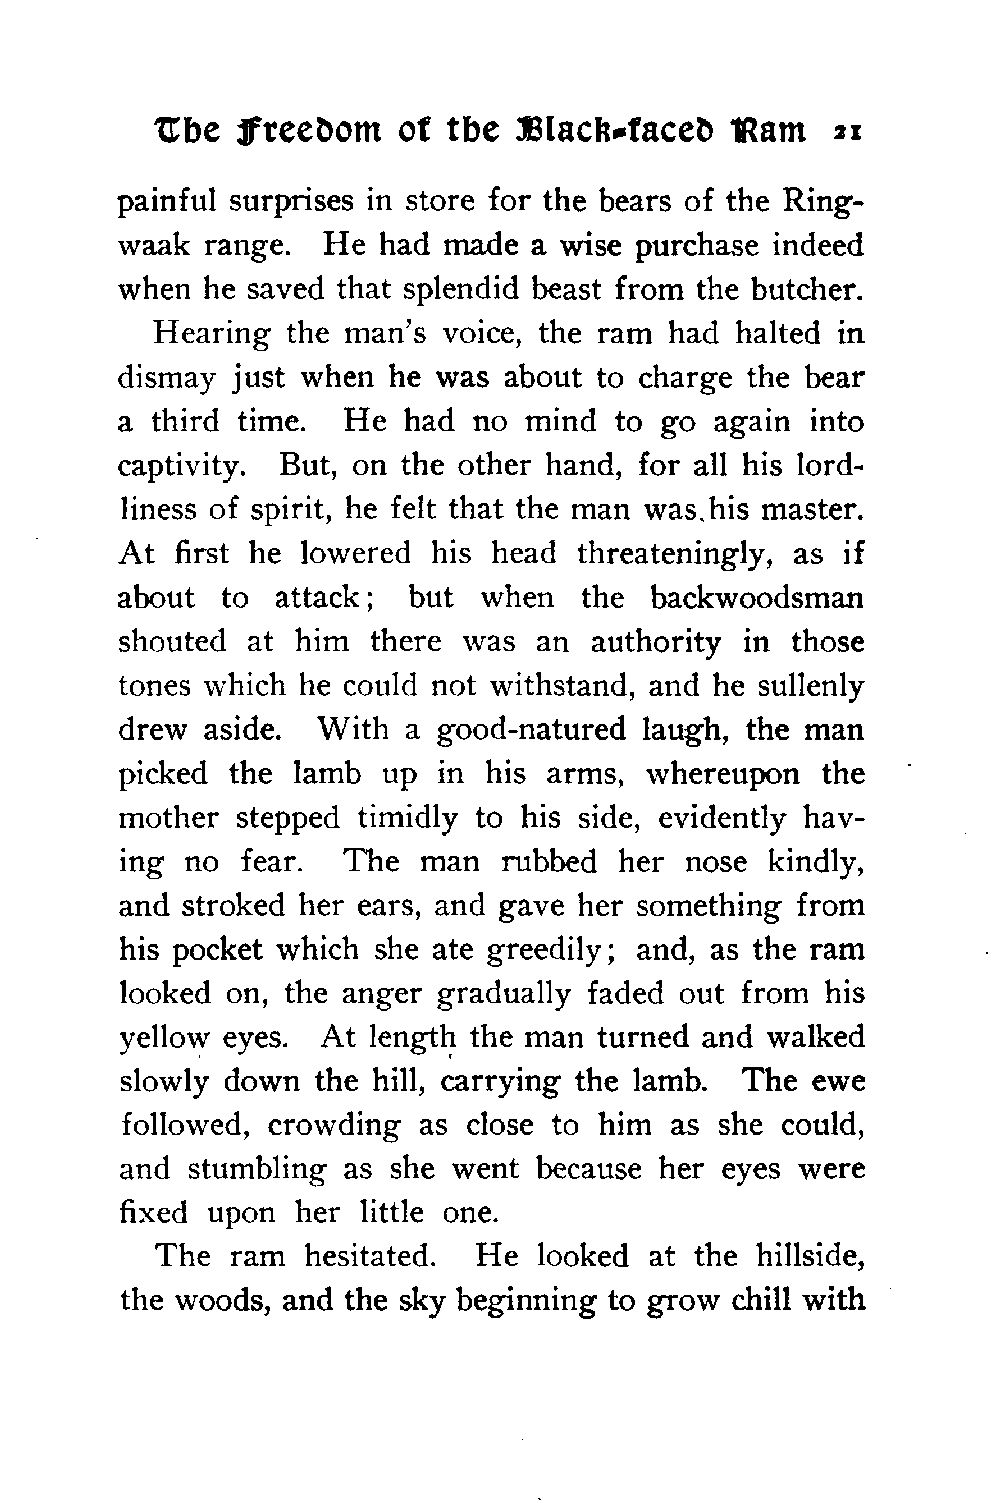 The Freedom of the Black-faced Ram 21
painful surprises in store for the bears of the Ring-
waak range. He had made a wise purchase indeed
when he saved that splendid beast from the butcher.
Hearing the man's voice, the ram had halted in
dismay just when he was about to charge the bear
a third time. He had no mind to go again into
captivity. But, on the other hand, for all his lord-
liness of spirit, he felt that the man was his master.
At first he lowered his head threateningly, as if
about to attack; but when the backwoodsman
shouted at him there was an authority in those
tones which he could not withstand, and he sullenly
drew aside. With a good-natured laugh, the man
picked the lamb up in his arms, whereupon the
mother stepped timidly to his side, evidently hav-
ing no fear. The man rubbed her nose kindly,
and stroked her ears, and gave her something from
his pocket which she ate greedily; and, as the ram
looked on, the anger gradually faded out from his
yellow eyes. At length the man turned and walked
slowly down the hill, carrying the lamb. The ewe
followed, crowding as close to him as she could,
and stumbling as she went because her eyes were
fixed upon her little one.
The ram hesitated. He looked at the hillside,
the woods, and the sky beginning to grow chill with